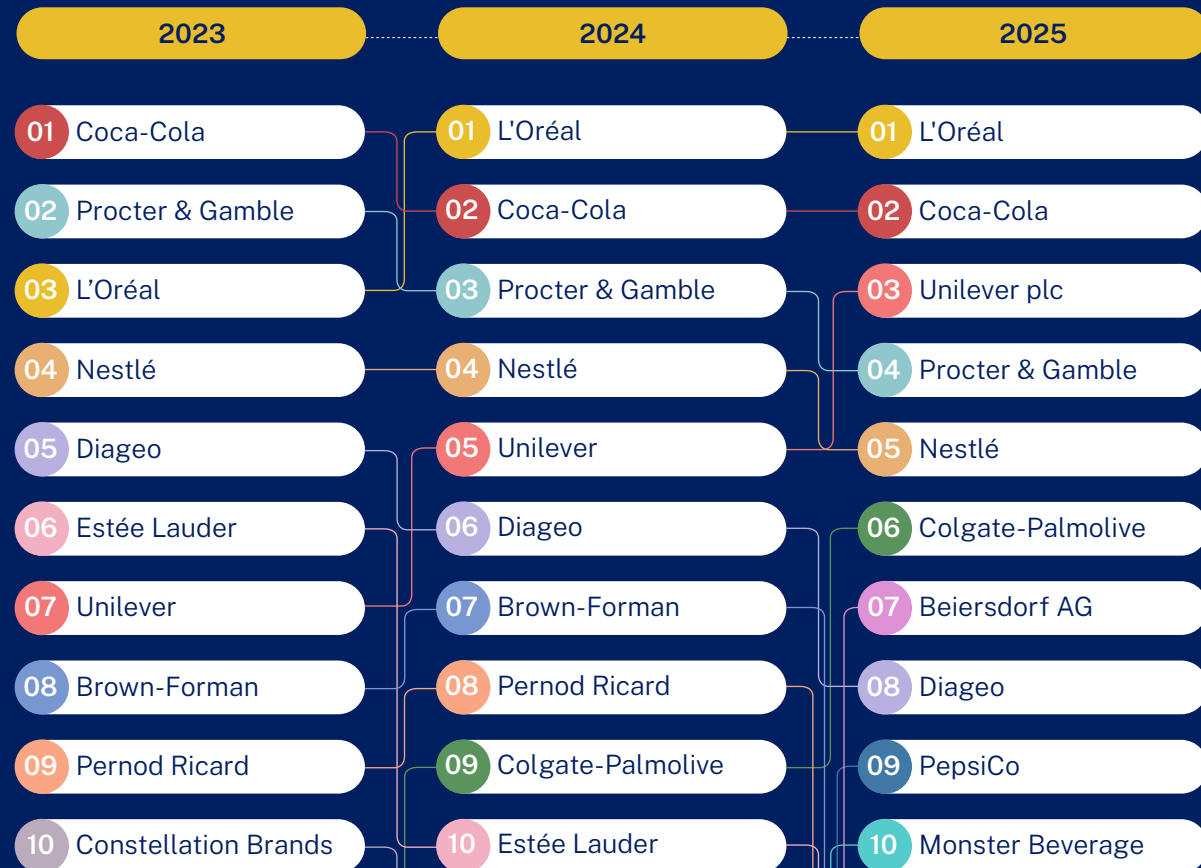 2023
2024
2025
01 Coca-Cola
01 L'Oréal
01 L'Oréal
02 Procter & Gamble
02 Coca-Cola
02 Coca-Cola
03 L’Oréal
03 Procter & Gamble
03 Unilever plc
04 Nestlé
04 Nestlé
04 Procter & Gamble
05 Diageo
05 Unilever
05 Nestlé
06 Estée Lauder
06 Diageo
06 Colgate-Palmolive
07 Unilever
07 Brown-Forman
07 Beiersdorf AG
08 Brown-Forman
08 Pernod Ricard
08 Diageo
09 Pernod Ricard
09 Colgate-Palmolive
09 PepsiCo
10 Constellation Brands
10 Estée Lauder
10 Monster Beverage